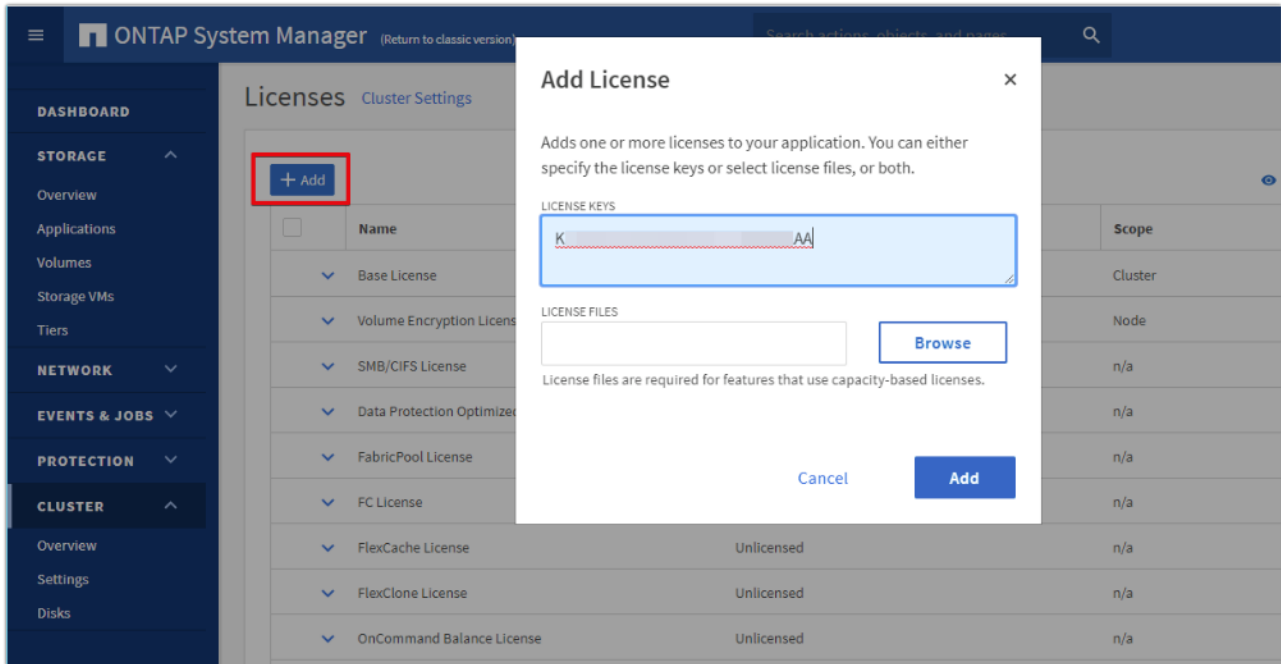 ONTAP System Manager (Return to classic version)
Search actions, objects, and pages
DASHBOARD
STORAGE
Overview
Applications
Volumes
Storage VMs
Tiers
NETWORK
EVENTS & JOBS
PROTECTION
CLUSTER
Overview
Settings
Disks
Licenses Cluster Settings
+ Add
Name Scope
Base License Cluster
Volume Encryption Licens Node
SMB/CIFS License n/a
Data Protection Optimized n/a
FabricPool License n/a
FC License n/a
FlexCache License Unlicensed n/a
FlexClone License Unlicensed n/a
OnCommand Balance License Unlicensed n/a
Add License
Adds one or more licenses to your application. You can either
specify the license keys or select license files, or both.
LICENSE KEYS
K AA
LICENSE FILES
Browse
License files are required for features that use capacity-based licenses.
Cancel Add